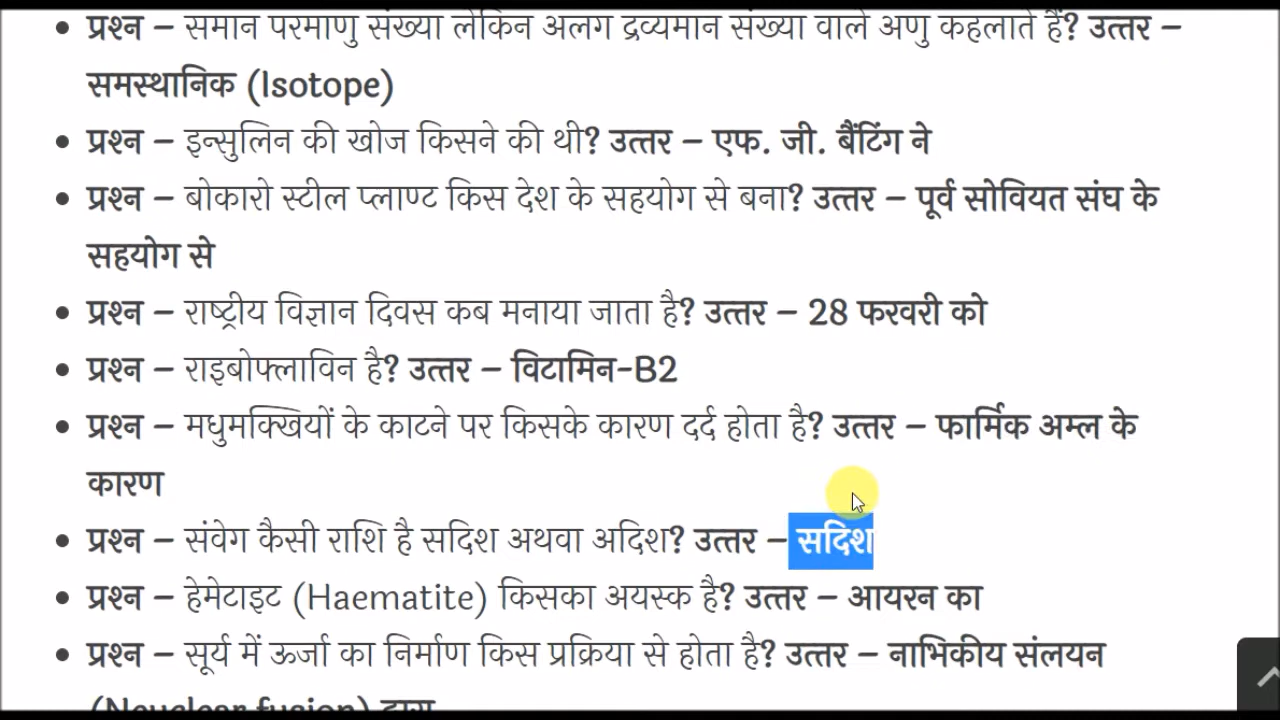 प्रश्न – समान परमाणु संख्या लेकिन अलग द्रव्यमान संख्या वाले अणु कहलाते हैं? उत्तर –
समस्थानिक (Isotope)
प्रश्न – इन्सुलिन की खोज किसने की थी? उत्तर – एफ. जी. बैंटिंग ने
प्रश्न – बोकारो स्टील प्लाण्ट किस देश के सहयोग से बना? उत्तर – पूर्व सोवियत संघ के
सहयोग से
प्रश्न – राष्ट्रीय विज्ञान दिवस कब मनाया जाता है? उत्तर – 28 फरवरी को
प्रश्न – राइबोफ्लाविन है? उत्तर – विटामिन-B2
प्रश्न – मधुमक्खियों के काटने पर किसके कारण दर्द होता है? उत्तर – फार्मिक अम्ल के
कारण
प्रश्न – संवेग कैसी राशि है सदिश अथवा अदिश? उत्तर – सदिश
प्रश्न – हेमेटाइट (Haematite) किसका अयस्क है? उत्तर – आयरन का
प्रश्न – सूर्य में ऊर्जा का निर्माण किस प्रक्रिया से होता है? उत्तर – नाभिकीय संलयन
(Neuclear fusion) द्वारा